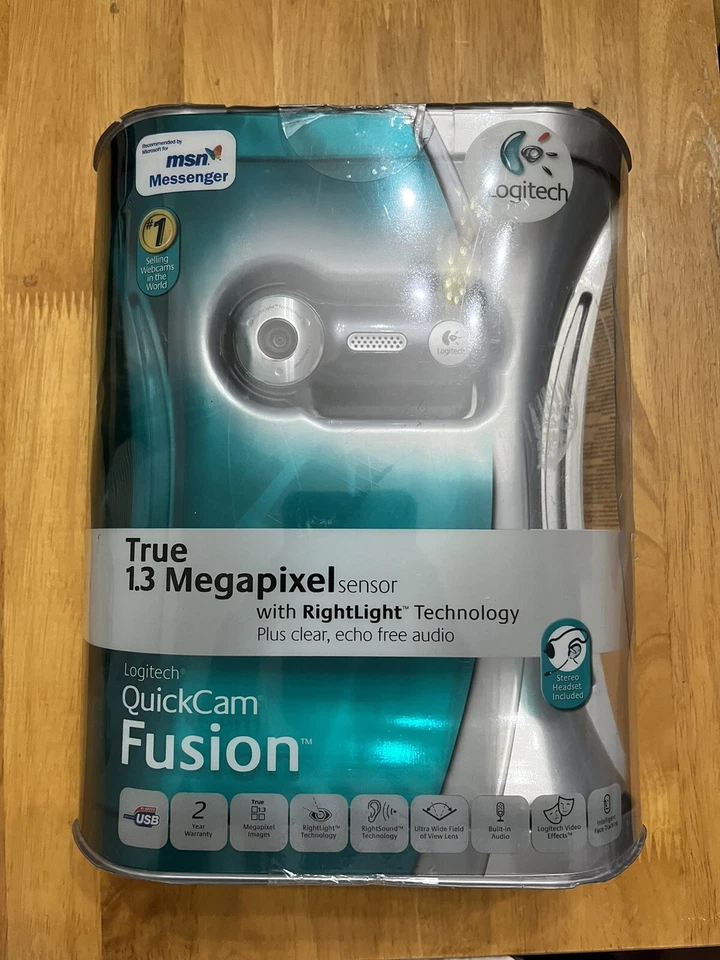 Recommended by
Microsoft for
msn
Messenger
Logitech
#1
Selling
Webcams
in the
World
Logitech
True
1.3 Megapixel sensor
with RightLight™ Technology
Plus clear, echo free audio
Stereo
Headset
Included
Logitech®
QuickCam®
Fusion™
USB
2
Year
Warranty
True
1.3
Megapixel
Images
RightLight™
Technology
RightSound™
Technology
Ultra Wide Field
of View Lens
Built-in
Audio
Logitech Video
Effects™
Intelligent
Face Tracking